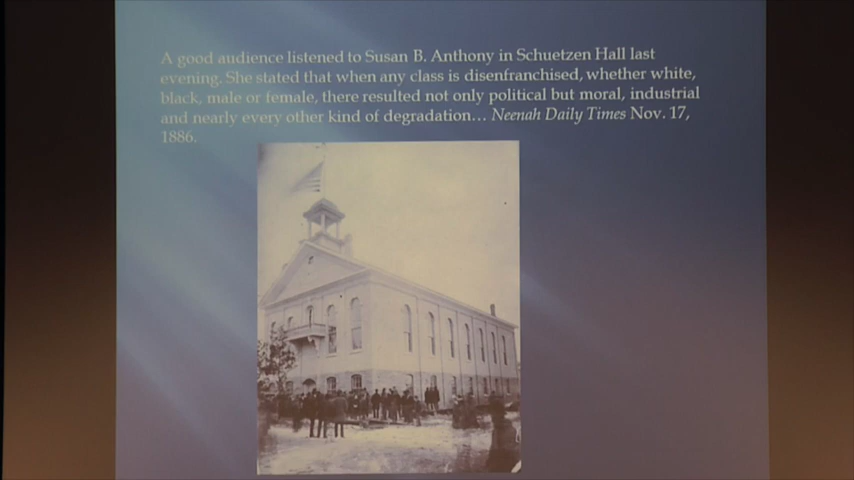 A good audience listened to Susan B. Anthony in Schuetzen Hall last
evening. She stated that when any class is disenfranchised, whether white,
black, male or female, there resulted not only political but moral, industrial
and nearly every other kind of degradation… Neenah Daily Times Nov. 17,
1886.